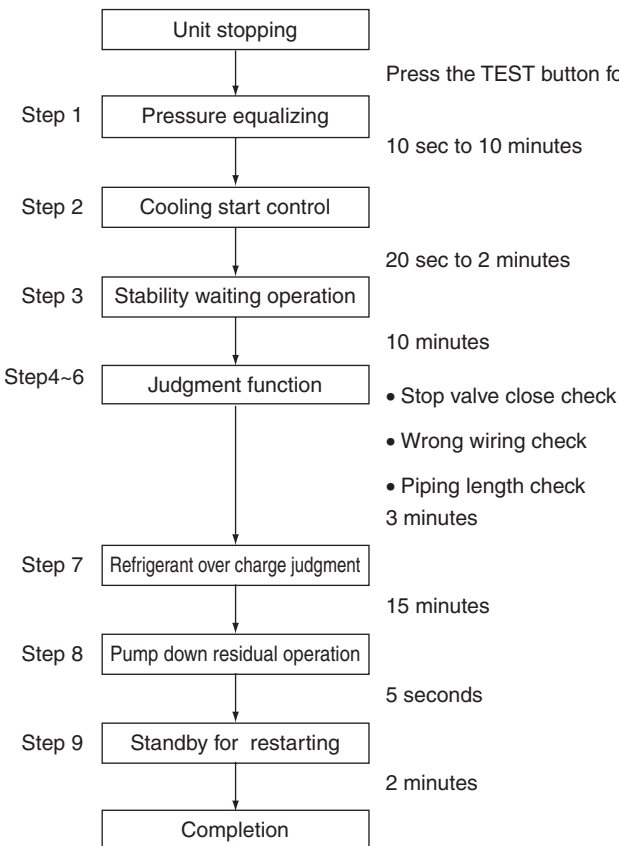 Unit stopping
Press the TEST button
Step 1
Pressure equalizing
10 sec to 10 minutes
Step 2
Cooling start control
20 sec to 2 minutes
Step 3
Stability waiting operation
10 minutes
Step4~6
Judgment function
• Stop valve close check
• Wrong wiring check
• Piping length check
3 minutes
Step 7
Refrigerant over charge judgment
15 minutes
Step 8
Pump down residual operation
5 seconds
Step 9
Standby for restarting
2 minutes
Completion